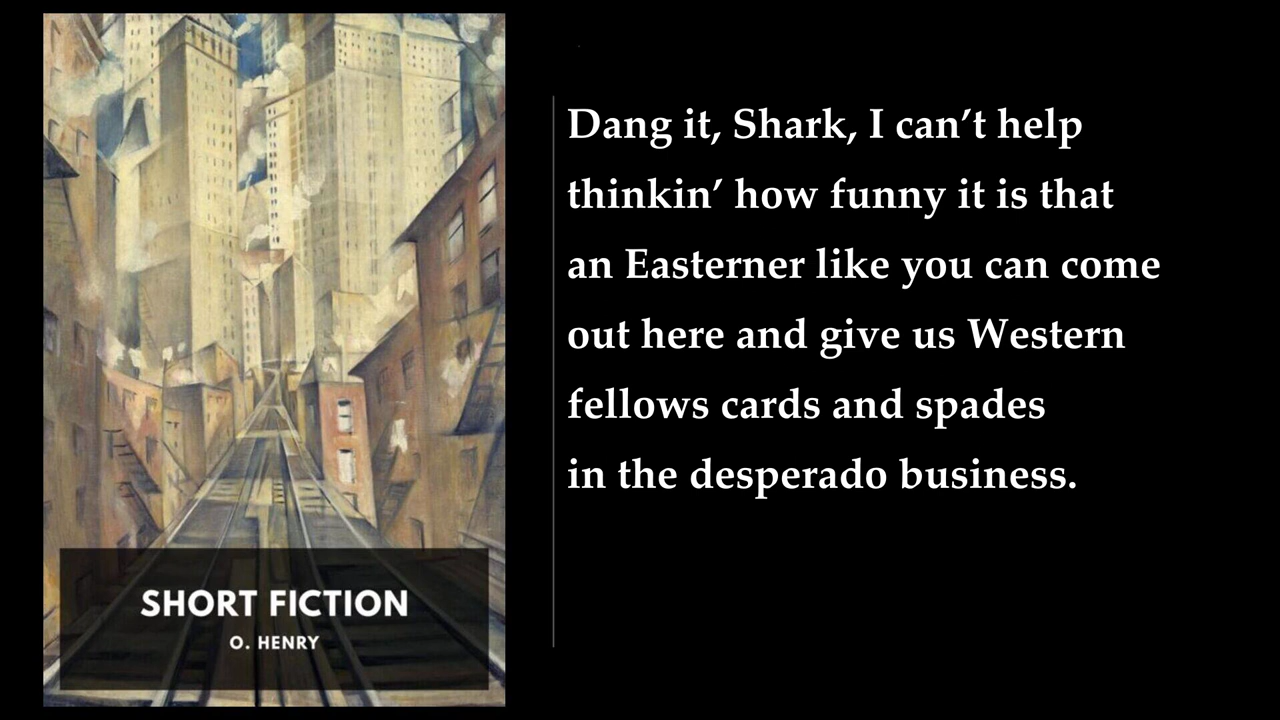 Dang it, Shark, I can’t help
thinkin’ how funny it is that
an Easterner like you can come
out here and give us Western
fellows cards and spades
in the desperado business.
SHORT FICTION
O. HENRY